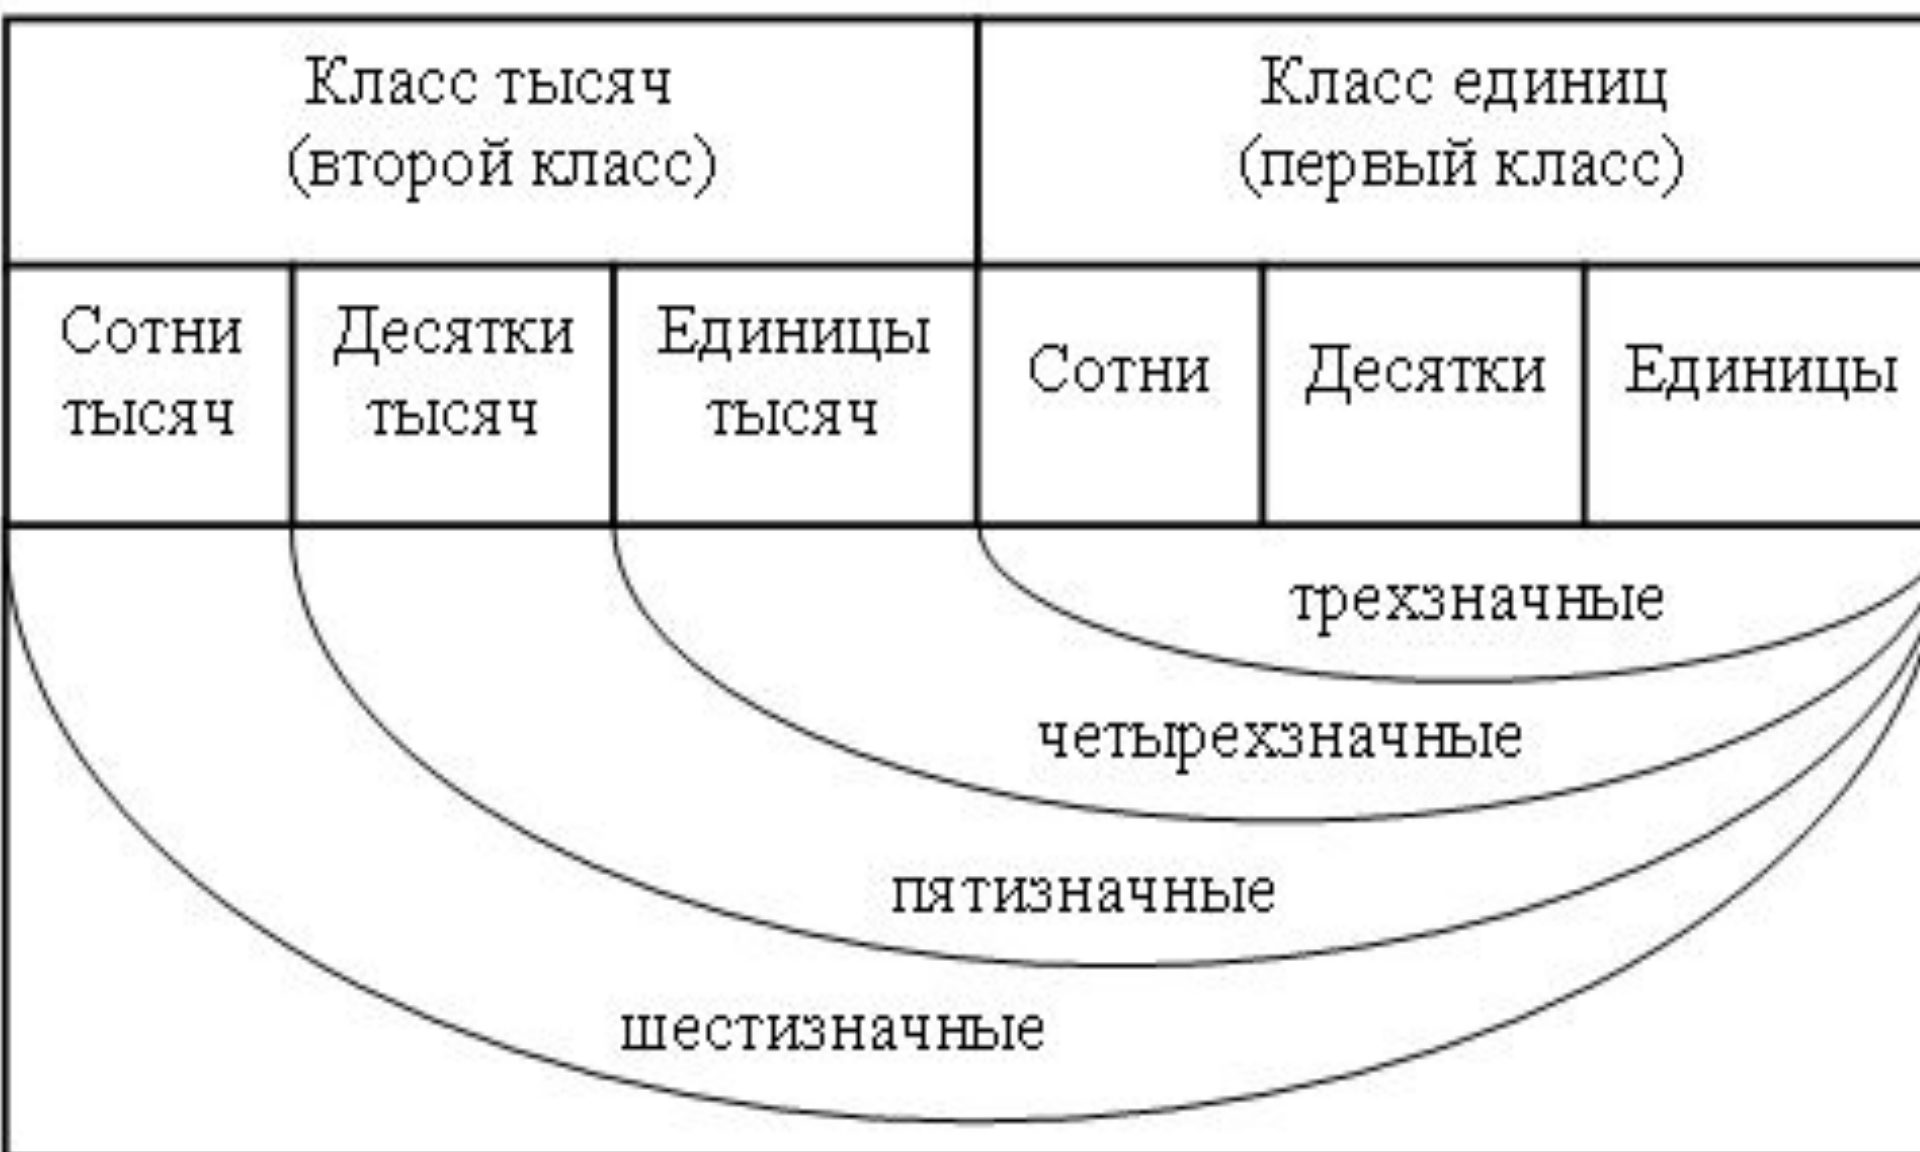 Класс тысяч
(второй класс)
Класс единиц
(первый класс)
Сотни
тысяч
Десятки
тысяч
Единицы
тысяч
Сотни
Десятки
Единицы
трехзначные
четырехзначные
пятизначные
шестизначные